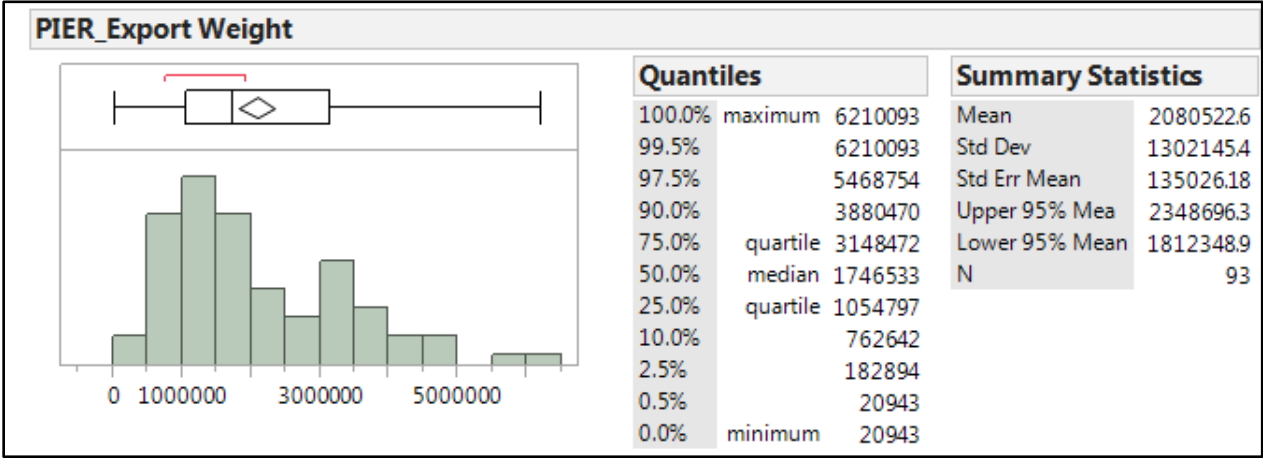 PIER_Export Weight
0 1000000 3000000 5000000
Quantiles
100.0% maximum 6210093
99.5% 6210093
97.5% 5468754
90.0% 3880470
75.0% quartile 3148472
50.0% median 1746533
25.0% quartile 1054797
10.0% 762642
2.5% 182894
0.5% 20943
0.0% minimum 20943
Summary Statistics
Mean 2080522.6
Std Dev 1302145.4
Std Err Mean 135026.18
Upper 95% Mea 2348696.3
Lower 95% Mean 1812348.9
N 93